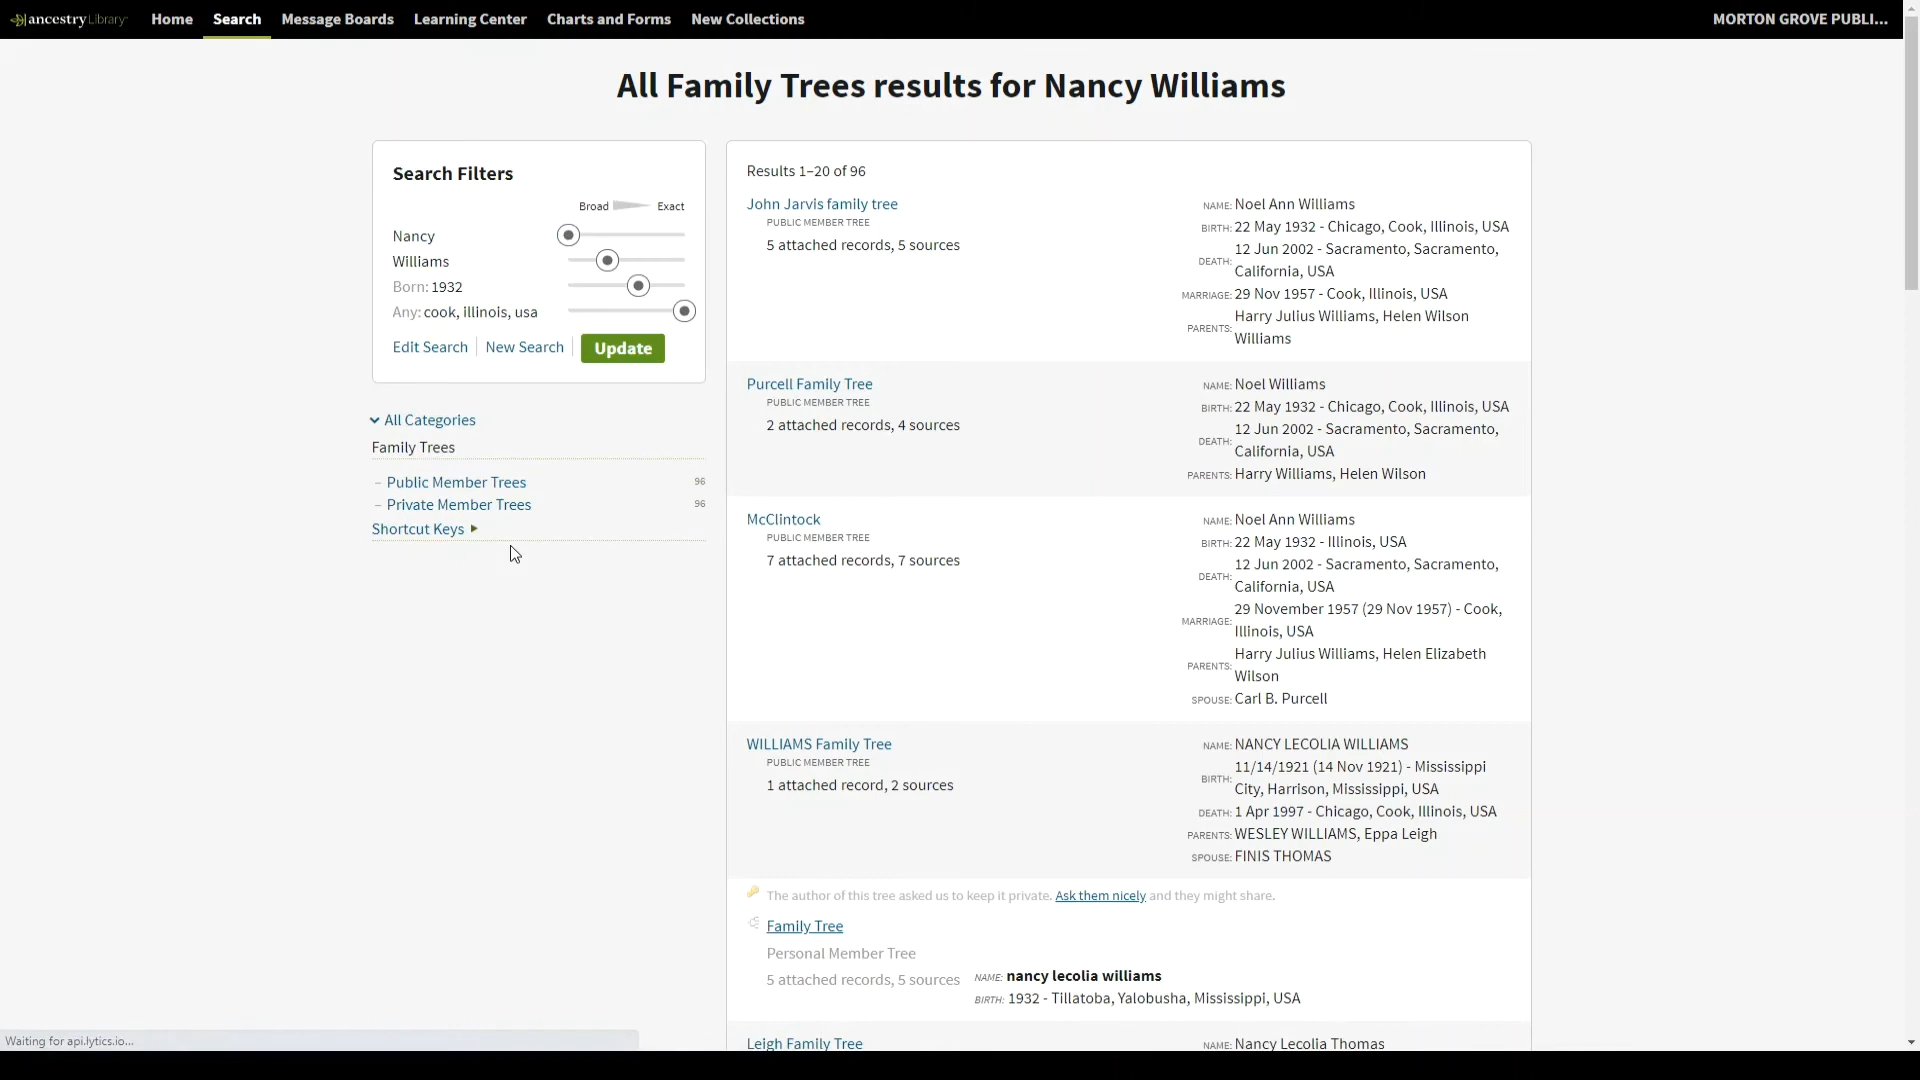 ancestryLibrary
Home
Search
Message Boards
Learning Center
Charts and Forms
New Collections
MORTON GROVE PUBLI...
All Family Trees results for Nancy Williams
Search Filters
Broad Exact
Nancy
Williams
Born: 1932
Any: cook, illinois, usa
Edit Search
New Search
Update
All Categories
Family Trees
– Public Member Trees 96
– Private Member Trees 96
Shortcut Keys
Results 1–20 of 96
John Jarvis family tree
PUBLIC MEMBER TREE
5 attached records, 5 sources
NAME: Noel Ann Williams
BIRTH: 22 May 1932 - Chicago, Cook, Illinois, USA
DEATH: 12 Jun 2002 - Sacramento, Sacramento,
California, USA
MARRIAGE: 29 Nov 1957 - Cook, Illinois, USA
PARENTS: Harry Julius Williams, Helen Wilson
Williams
Purcell Family Tree
PUBLIC MEMBER TREE
2 attached records, 4 sources
NAME: Noel Williams
BIRTH: 22 May 1932 - Chicago, Cook, Illinois, USA
DEATH: 12 Jun 2002 - Sacramento, Sacramento,
California, USA
PARENTS: Harry Williams, Helen Wilson
McClintock
PUBLIC MEMBER TREE
7 attached records, 7 sources
NAME: Noel Ann Williams
BIRTH: 22 May 1932 - Illinois, USA
DEATH: 12 Jun 2002 - Sacramento, Sacramento,
California, USA
MARRIAGE: 29 November 1957 (29 Nov 1957) - Cook,
Illinois, USA
PARENTS: Harry Julius Williams, Helen Elizabeth
Wilson
SPOUSE: Carl B. Purcell
WILLIAMS Family Tree
PUBLIC MEMBER TREE
1 attached record, 2 sources
NAME: NANCY LECOLIA WILLIAMS
BIRTH: 11/14/1921 (14 Nov 1921) - Mississippi
City, Harrison, Mississippi, USA
DEATH: 1 Apr 1997 - Chicago, Cook, Illinois, USA
PARENTS: WESLEY WILLIAMS, Eppa Leigh
SPOUSE: FINIS THOMAS
The author of this tree asked us to keep it private. Ask them nicely and they might share.
Family Tree
Personal Member Tree
5 attached records, 5 sources
NAME: nancy lecolia williams
BIRTH: 1932 - Tillatoba, Yalobusha, Mississippi, USA
Leigh Family Tree
NAME: Nancy Lecolia Thomas
Waiting for api.lytics.io...